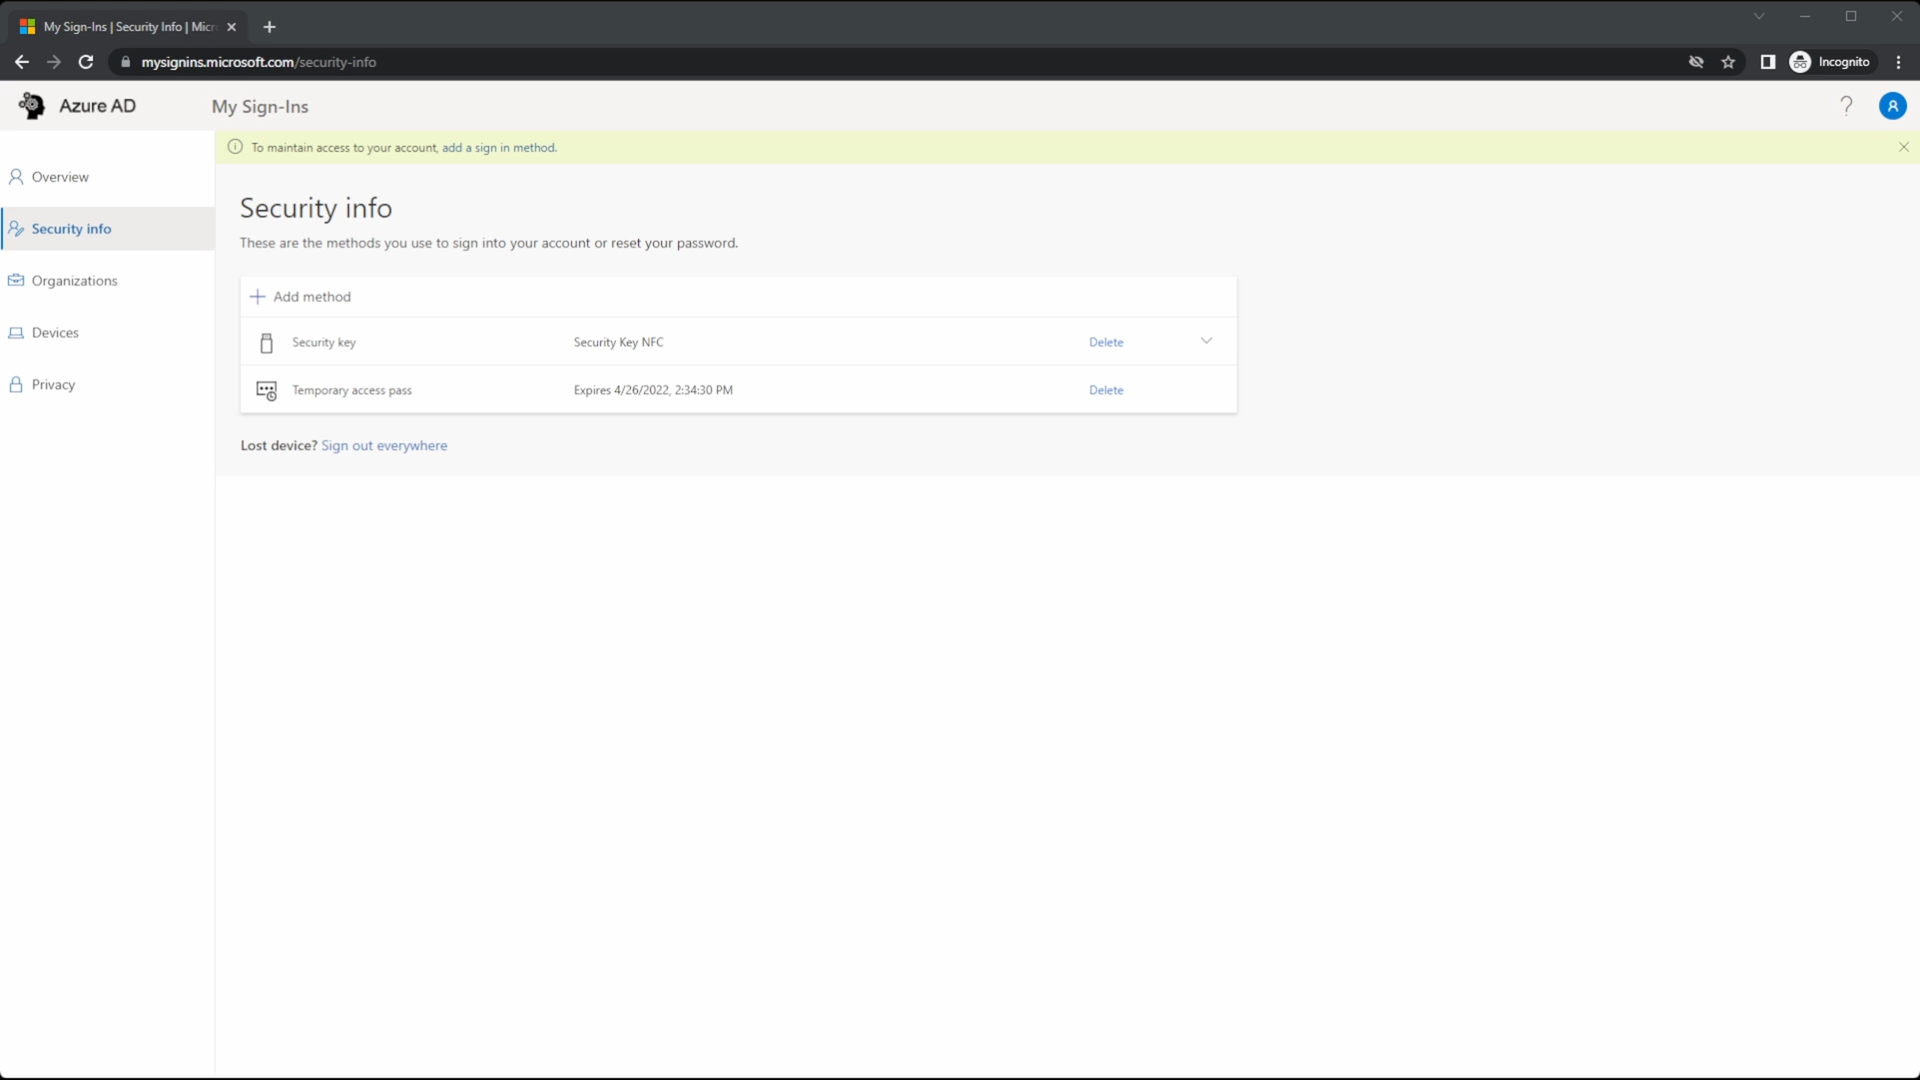 My Sign-Ins | Security Info | Micr
mysignins.microsoft.com/security-info
Incognito
Azure AD
My Sign-Ins
To maintain access to your account, add a sign in method.
Overview
Security info
Organizations
Devices
Privacy
Security info
These are the methods you use to sign into your account or reset your password.
Add method
Security key Security Key NFC Delete
Temporary access pass Expires 4/26/2022, 2:34:30 PM Delete
Lost device? Sign out everywhere